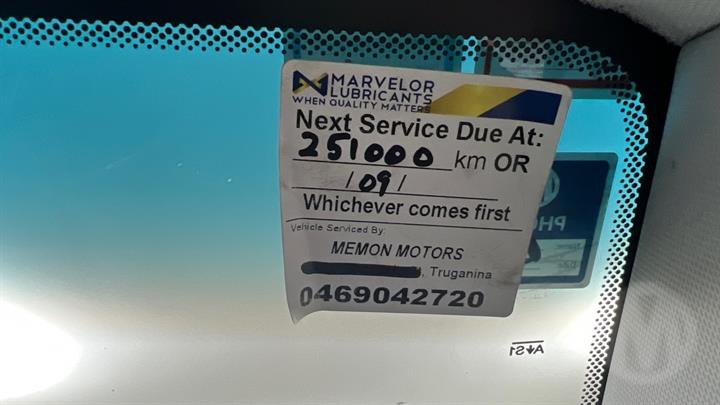 MARVELOR
LUBRICANTS
WHEN QUALITY MATTERS
Next Service Due At:
251000 km OR
/ 09 /
Whichever comes first
Vehicle Serviced By:
MEMON MOTORS
, Truganina
0469042720
A↓S1